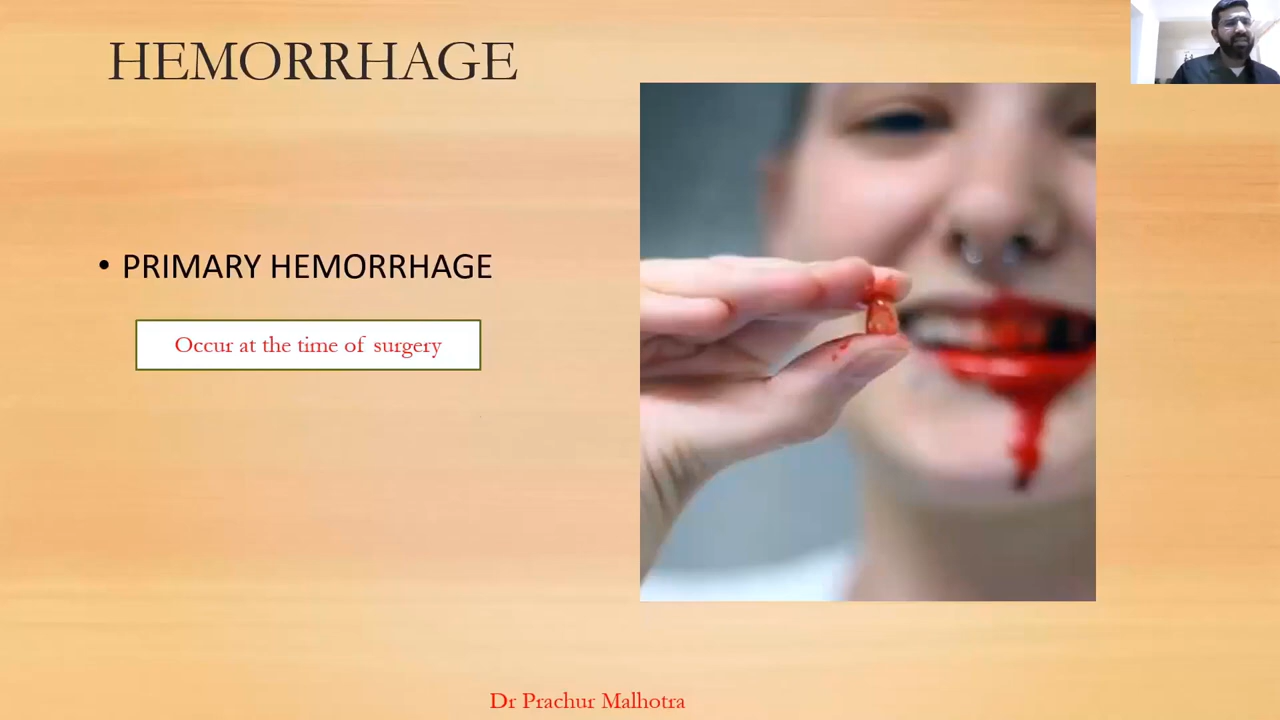 HEMORRHAGE
• PRIMARY HEMORRHAGE
Occur at the time of surgery
Dr Prachur Malhotra